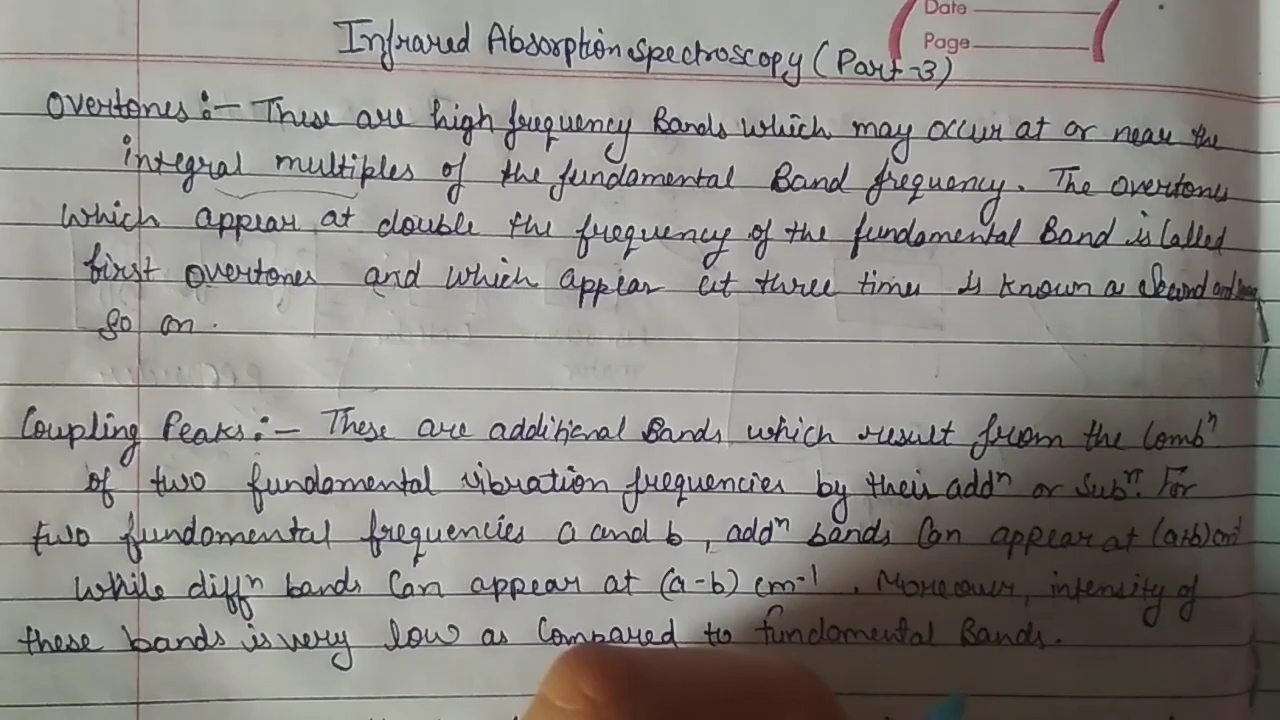 Date
Page
Infrared Absorption Spectroscopy (Part-3)
Overtones :- These are high frequency Bands which may occur at or near the
integral multiples of the fundamental Band frequency. The overtones
which appear at double the frequency of the fundamental Band is Called
first overtones and which appear at three times is known a Second and
so on.
Coupling Peaks :- These are additional Bands which result from the Combⁿ
of two fundamental vibration frequencies by their addⁿ or Subⁿ. For
two fundamental frequencies a and b, addⁿ bands Can appear at (a+b) cm⁻¹
while diffⁿ bands Can appear at (a-b) cm⁻¹. Moreover, intensity of
these bands is very low as Compared to fundamental Bands.